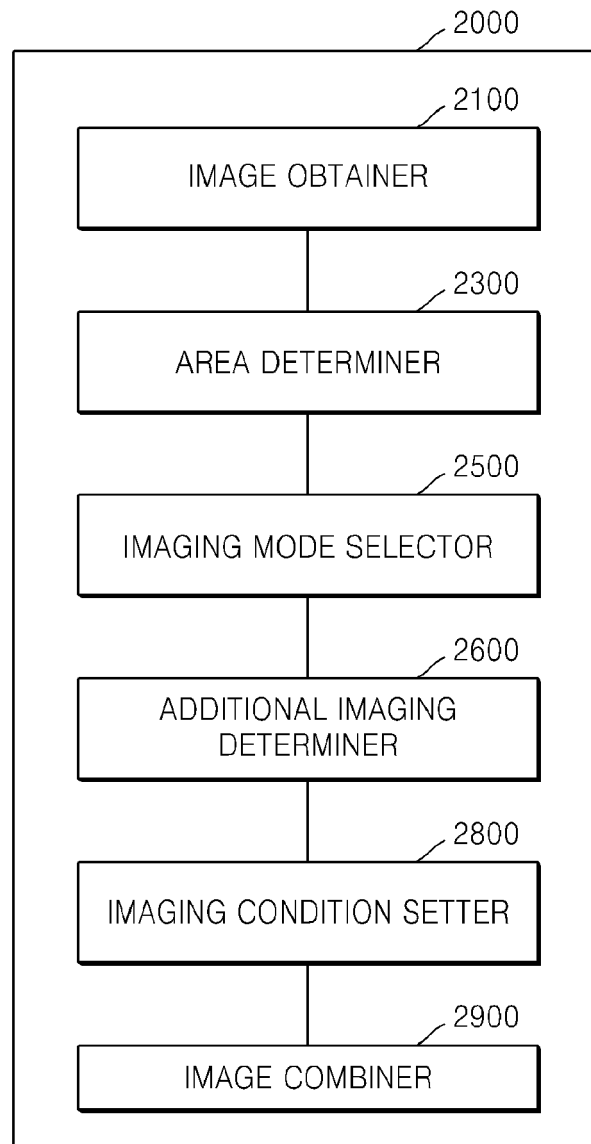 2000
2100
IMAGE OBTAINER
2300
AREA DETERMINER
2500
IMAGING MODE SELECTOR
2600
ADDITIONAL IMAGING
DETERMINER
2800
IMAGING CONDITION SETTER
2900
IMAGE COMBINER